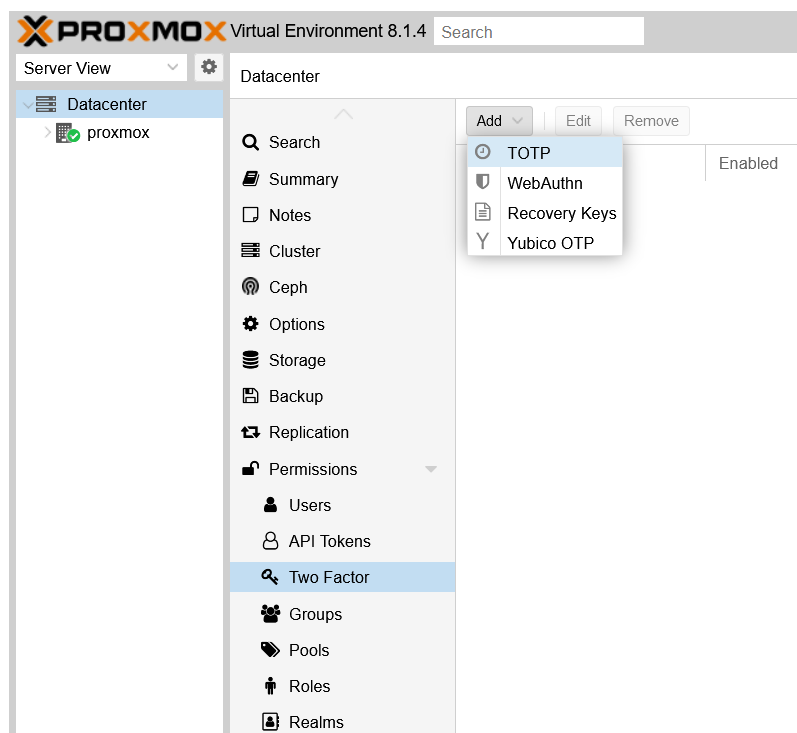 PROXMOX Virtual Environment 8.1.4 Search
Server View
Datacenter
proxmox
Datacenter
Search
Summary
Notes
Cluster
Ceph
Options
Storage
Backup
Replication
Permissions
Users
API Tokens
Two Factor
Groups
Pools
Roles
Realms
Add Edit Remove
TOTP
WebAuthn
Recovery Keys
Yubico OTP
Enabled